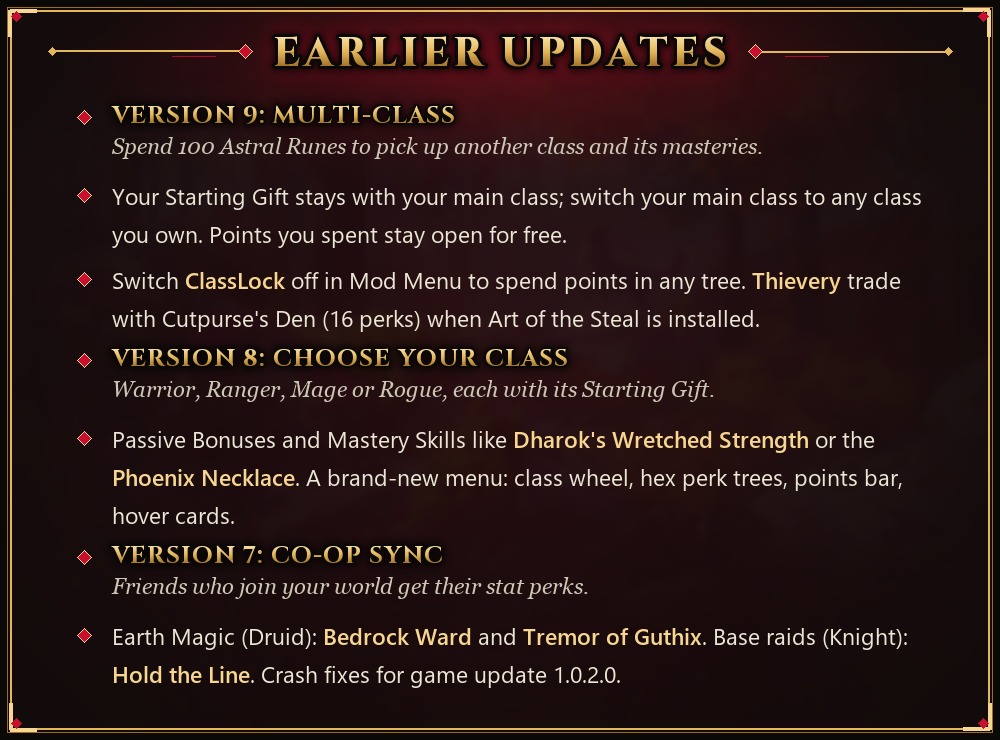 EARLIER UPDATES
VERSION 9: MULTI-CLASS
Spend 100 Astral Runes to pick up another class and its masteries.
Your Starting Gift stays with your main class; switch your main class to any class
you own. Points you spent stay open for free.
Switch ClassLock off in Mod Menu to spend points in any tree. Thievery trade
with Cutpurse's Den (16 perks) when Art of the Steal is installed.
VERSION 8: CHOOSE YOUR CLASS
Warrior, Ranger, Mage or Rogue, each with its Starting Gift.
Passive Bonuses and Mastery Skills like Dharok's Wretched Strength or the
Phoenix Necklace. A brand-new menu: class wheel, hex perk trees, points bar,
hover cards.
VERSION 7: CO-OP SYNC
Friends who join your world get their stat perks.
Earth Magic (Druid): Bedrock Ward and Tremor of Guthix. Base raids (Knight):
Hold the Line. Crash fixes for game update 1.0.2.0.